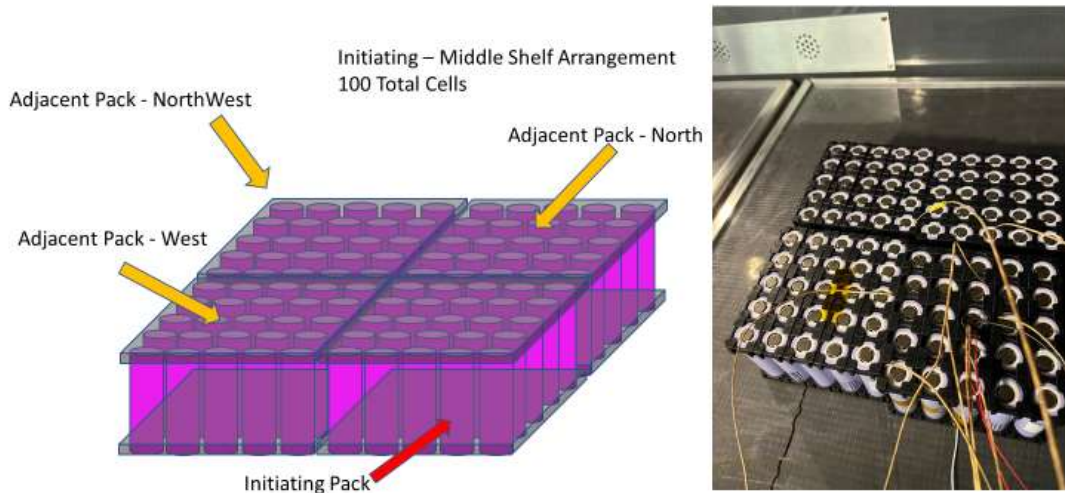 Initiating – Middle Shelf Arrangement
100 Total Cells
Adjacent Pack - NorthWest
Adjacent Pack - North
Adjacent Pack - West
Initiating Pack